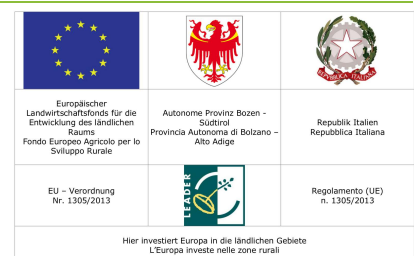 REPVBBLICA ITALIANA
Europäischer
Landwirtschaftsfonds für die
Entwicklung des ländlichen
Raums
Fondo Europeo Agricolo per lo
Sviluppo Rurale
Autonome Provinz Bozen -
Südtirol
Provincia Autonoma di Bolzano –
Alto Adige
Republik Italien
Repubblica Italiana
EU – Verordnung
Nr. 1305/2013
LEADER
Regolamento (UE)
n. 1305/2013
Hier investiert Europa in die ländlichen Gebiete
L'Europa investe nelle zone rurali